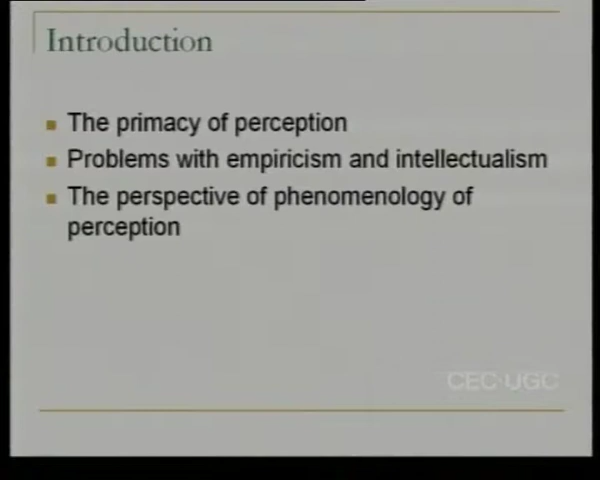 Introduction
The primacy of perception
Problems with empiricism and intellectualism
The perspective of phenomenology of
perception
CEC-UGC